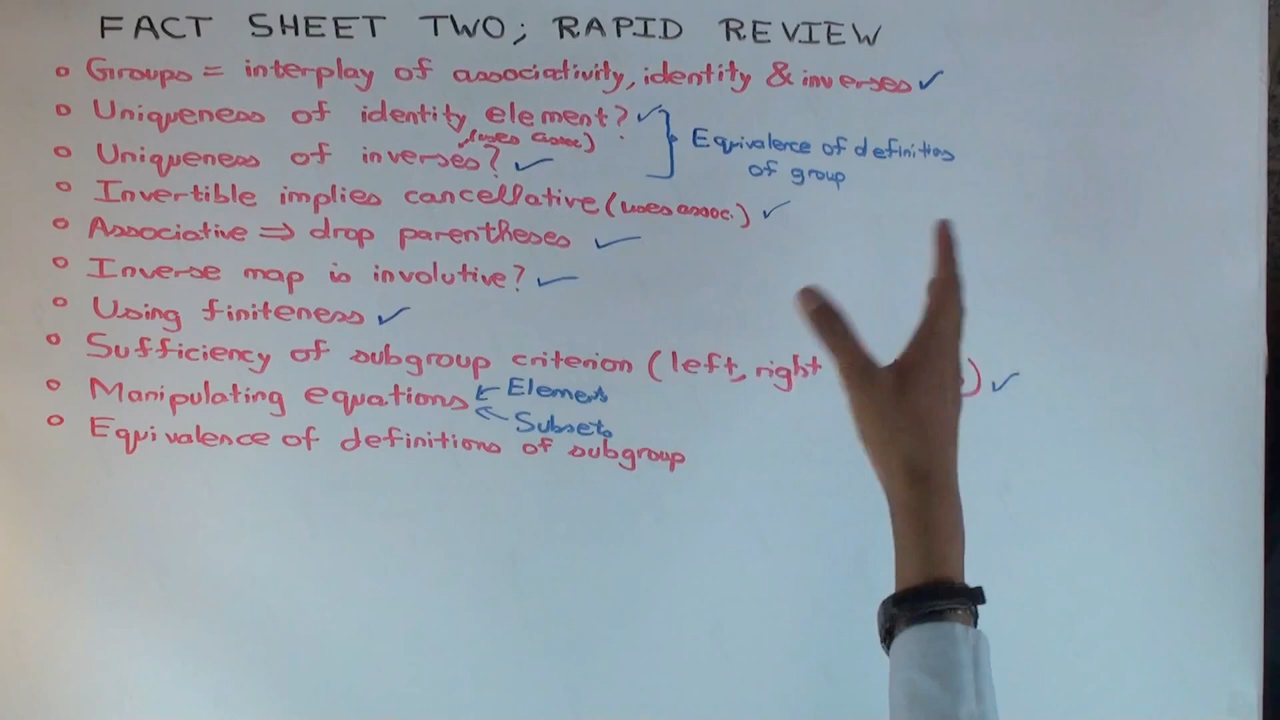 FACT SHEET TWO; RAPID REVIEW
• Groups = interplay of associativity, identity & inverses ✓
• Uniqueness of identity element? ✓
(uses assoc)
• Uniqueness of inverses? ✓
} Equivalence of definitions
of group
• Invertible implies cancellative (uses assoc.) ✓
• Associative ⇒ drop parentheses ✓
• Inverse map is involutive? ✓
• Using finiteness ✓
• Sufficiency of subgroup criterion (left, right ) ✓
• Manipulating equations ← Elements
← Subsets
• Equivalence of definitions of subgroup